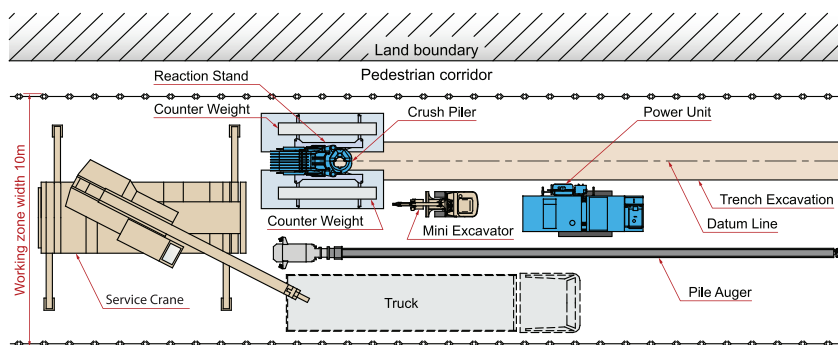 Land boundary
Pedestrian corridor
Reaction Stand
Counter Weight
Crush Piler
Power Unit
Working zone width 10m
Trench Excavation
Counter Weight
Mini Excavator
Datum Line
Pile Auger
Service Crane
Truck